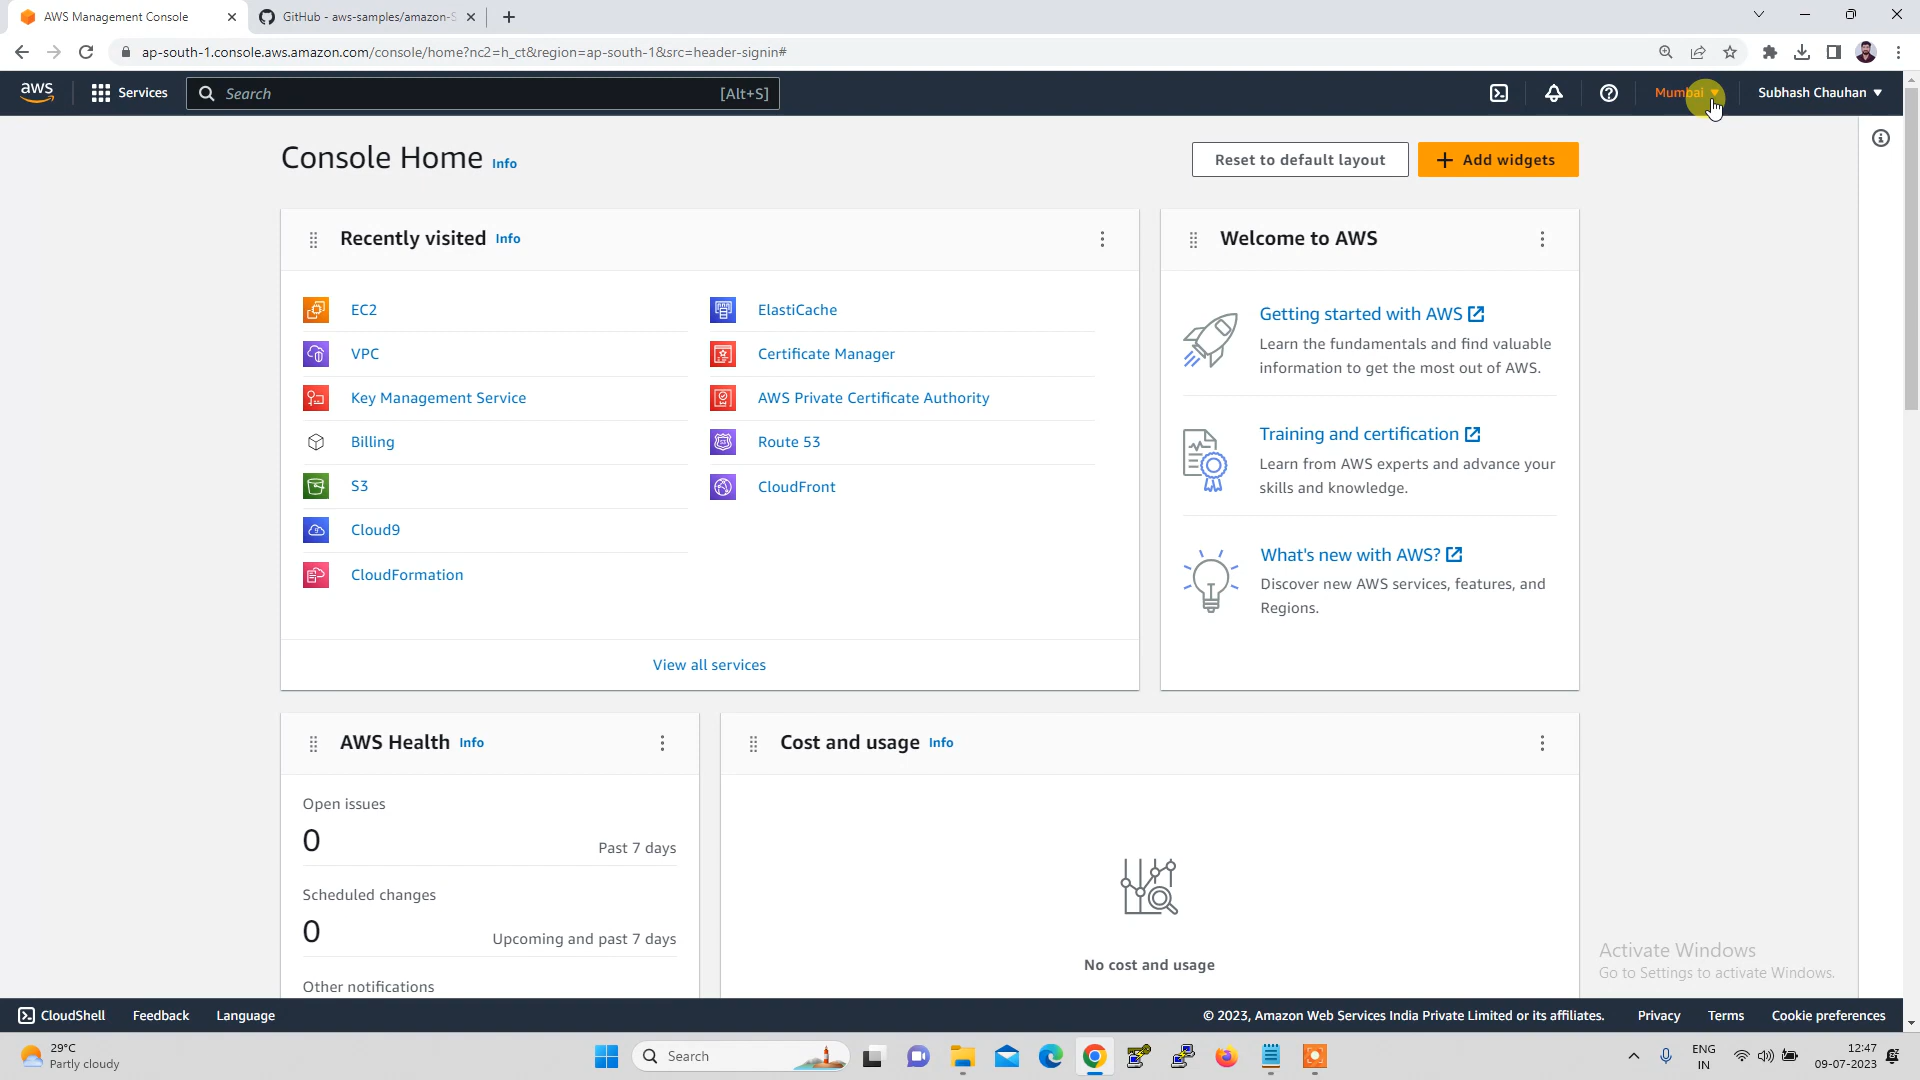 AWS Management Console
GitHub - aws-samples/amazon-S
ap-south-1.console.aws.amazon.com/console/home?nc2=h_ct&region=ap-south-1&src=header-signin#
aws
Services
Search
[Alt+S]
Mumbai
Subhash Chauhan
Console Home Info
Reset to default layout
Add widgets
Recently visited Info
EC2
VPC
Key Management Service
Billing
S3
Cloud9
CloudFormation
ElastiCache
Certificate Manager
AWS Private Certificate Authority
Route 53
CloudFront
View all services
Welcome to AWS
Getting started with AWS
Learn the fundamentals and find valuable
information to get the most out of AWS.
Training and certification
Learn from AWS experts and advance your
skills and knowledge.
What's new with AWS?
Discover new AWS services, features, and
Regions.
AWS Health Info
Open issues
0
Past 7 days
Scheduled changes
0
Upcoming and past 7 days
Other notifications
Cost and usage Info
No cost and usage
Activate Windows
Go to Settings to activate Windows.
CloudShell
Feedback
Language
© 2023, Amazon Web Services India Private Limited or its affiliates.
Privacy
Terms
Cookie preferences
29°C
Partly cloudy
Search
ENG
IN
12:47
09-07-2023